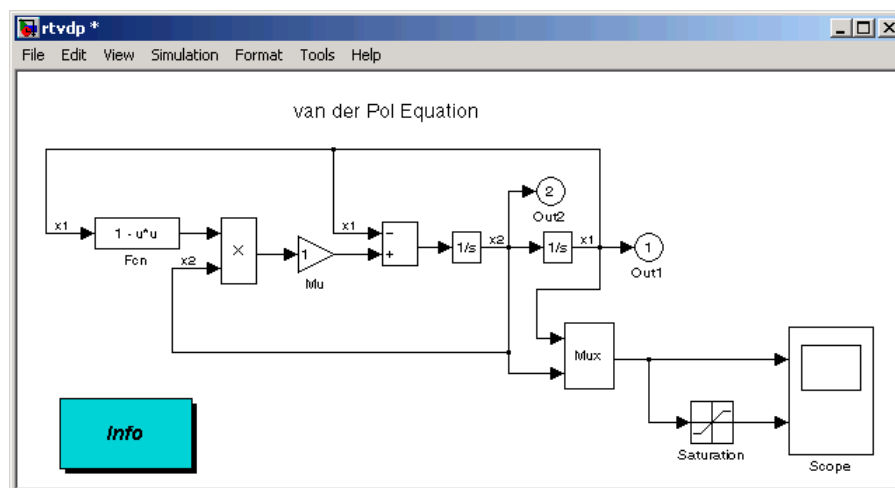 rtvdp *
File Edit View Simulation Format Tools Help
van der Pol Equation
x1
1 - u*u
Fcn
x2
×
1
Mu
x1
−
+
1/s
x2
2
Out2
1/s
x1
1
Out1
Mux
Saturation
Scope
Info